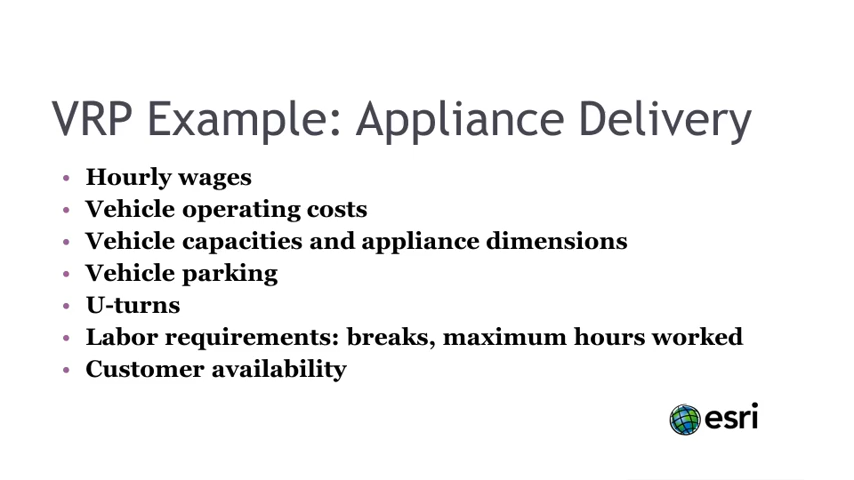 VRP Example: Appliance Delivery
• Hourly wages
• Vehicle operating costs
• Vehicle capacities and appliance dimensions
• Vehicle parking
• U-turns
• Labor requirements: breaks, maximum hours worked
• Customer availability
esri